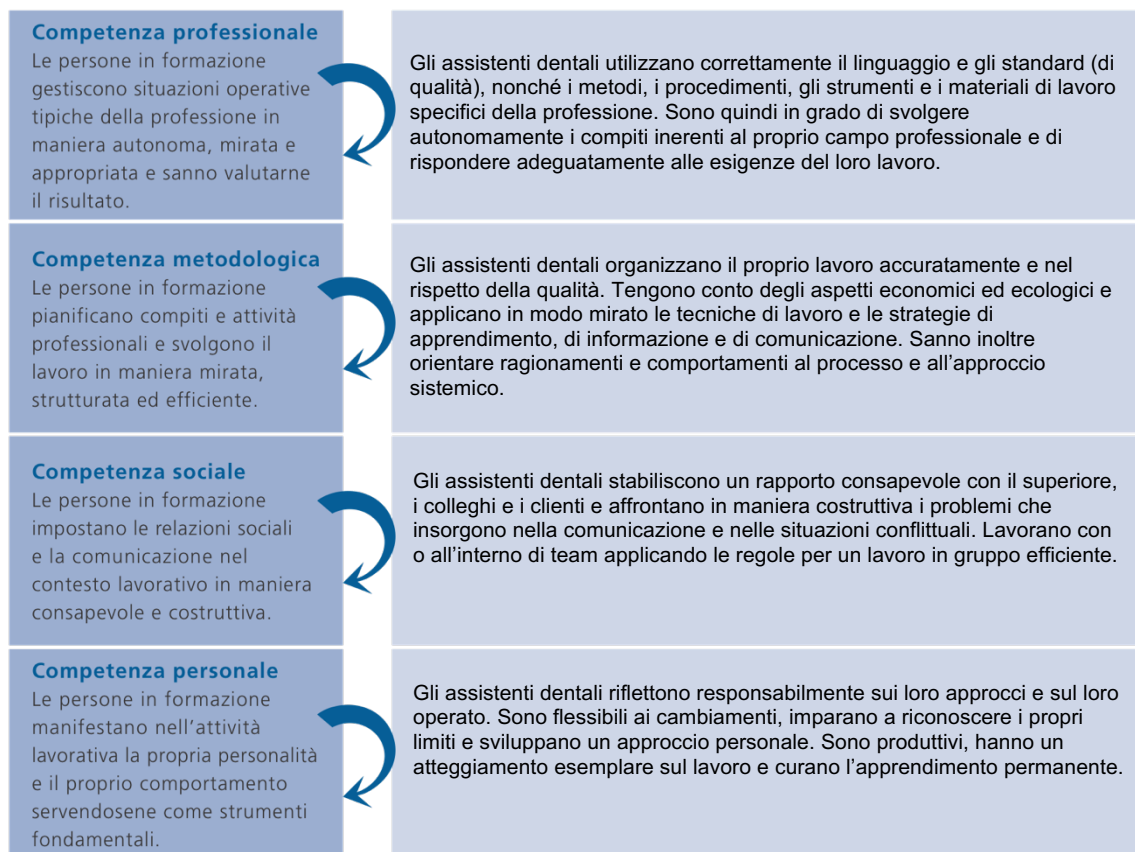 Competenza professionale
Le persone in formazione
gestiscono situazioni operative
tipiche della professione in
maniera autonoma, mirata e
appropriata e sanno valutarne
il risultato.
Gli assistenti dentali utilizzano correttamente il linguaggio e gli standard (di
qualità), nonché i metodi, i procedimenti, gli strumenti e i materiali di lavoro
specifici della professione. Sono quindi in grado di svolgere
autonomamente i compiti inerenti al proprio campo professionale e di
rispondere adeguatamente alle esigenze del loro lavoro.
Competenza metodologica
Le persone in formazione
pianificano compiti e attività
professionali e svolgono il
lavoro in maniera mirata,
strutturata ed efficiente.
Gli assistenti dentali organizzano il proprio lavoro accuratamente e nel
rispetto della qualità. Tengono conto degli aspetti economici ed ecologici e
applicano in modo mirato le tecniche di lavoro e le strategie di
apprendimento, di informazione e di comunicazione. Sanno inoltre
orientare ragionamenti e comportamenti al processo e all’approccio
sistemico.
Competenza sociale
Le persone in formazione
impostano le relazioni sociali
e la comunicazione nel
contesto lavorativo in maniera
consapevole e costruttiva.
Gli assistenti dentali stabiliscono un rapporto consapevole con il superiore,
i colleghi e i clienti e affrontano in maniera costruttiva i problemi che
insorgono nella comunicazione e nelle situazioni conflittuali. Lavorano con
o all’interno di team applicando le regole per un lavoro in gruppo efficiente.
Competenza personale
Le persone in formazione
manifestano nell’attività
lavorativa la propria personalità
e il proprio comportamento
servendosene come strumenti
fondamentali.
Gli assistenti dentali riflettono responsabilmente sui loro approcci e sul loro
operato. Sono flessibili ai cambiamenti, imparano a riconoscere i propri
limiti e sviluppano un approccio personale. Sono produttivi, hanno un
atteggiamento esemplare sul lavoro e curano l’apprendimento permanente.